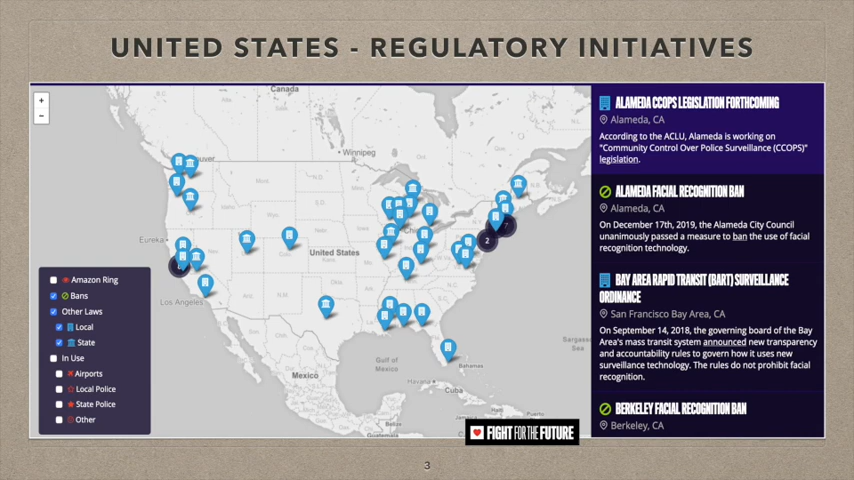 UNITED STATES - REGULATORY INITIATIVES
Canada
+
−
Winnipeg
Eureka
United States
Los Angeles
Amazon Ring
Bans
Other Laws
Local
State
In Use
Airports
Local Police
State Police
Other
Mexico
Gulf of
Mexico
Bahamas
Havana
Cuba
Guatemala
ALAMEDA CCOPS LEGISLATION FORTHCOMING
Alameda, CA
According to the ACLU, Alameda is working on
"Community Control Over Police Surveillance (CCOPS)"
legislation.
ALAMEDA FACIAL RECOGNITION BAN
Alameda, CA
On December 17th, 2019, the Alameda City Council
unanimously passed a measure to ban the use of facial
recognition technology.
BAY AREA RAPID TRANSIT (BART) SURVEILLANCE
ORDINANCE
San Francisco Bay Area, CA
On September 14, 2018, the governing board of the Bay
Area's mass transit system announced new transparency
and accountability rules to govern how it uses new
surveillance technology. The rules do not prohibit facial
recognition.
BERKELEY FACIAL RECOGNITION BAN
Berkeley, CA
2
7
FIGHT FOR THE FUTURE
3